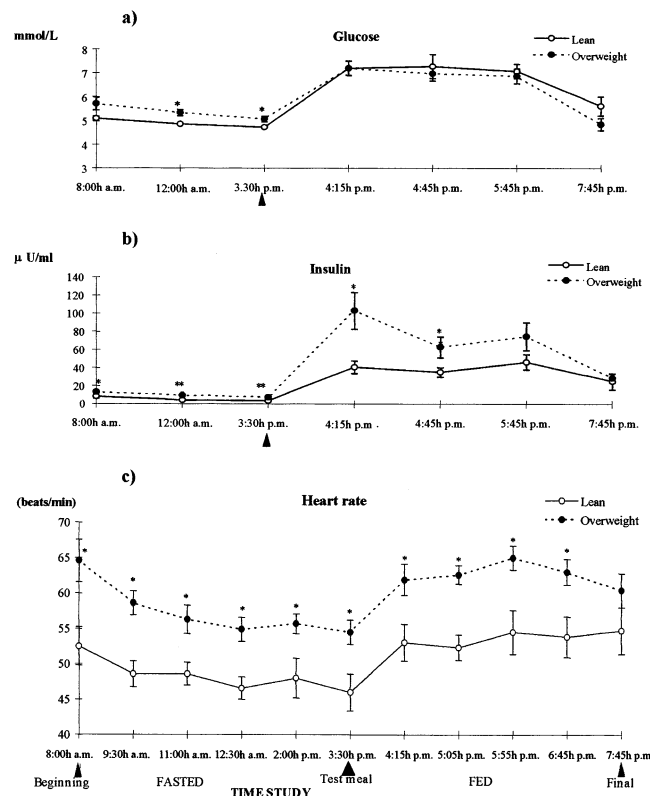 a)
mmol/L
Glucose
Lean
Overweight
8
7
6
5
4
3
*
*
8:00h a.m. 12:00h a.m. 3.30h p.m. 4:15h p.m. 4:45h p.m. 5:45h p.m. 7:45h p.m.
b)
μ U/ml
Insulin
Lean
Overweight
140
120
100
80
60
40
20
0
*
**
**
*
*
8:00h a.m. 12:00h a.m. 3:30h p.m. 4:15h p.m 4:45h p.m. 5:45h p.m. 7:45h p.m.
c)
(beats/min)
Heart rate
Lean
Overweight
70
65
60
55
50
45
40
*
*
*
*
*
*
*
*
*
*
8:00h a.m. 9:30h a.m. 11:00h a.m. 12:30h a.m. 2:00h p.m. 3:30h p.m. 4:15h p.m. 5:05h p.m. 5:55h p.m. 6:45h p.m. 7:45h p.m.
Beginning FASTED Test meal FED Final
TIME STUDY